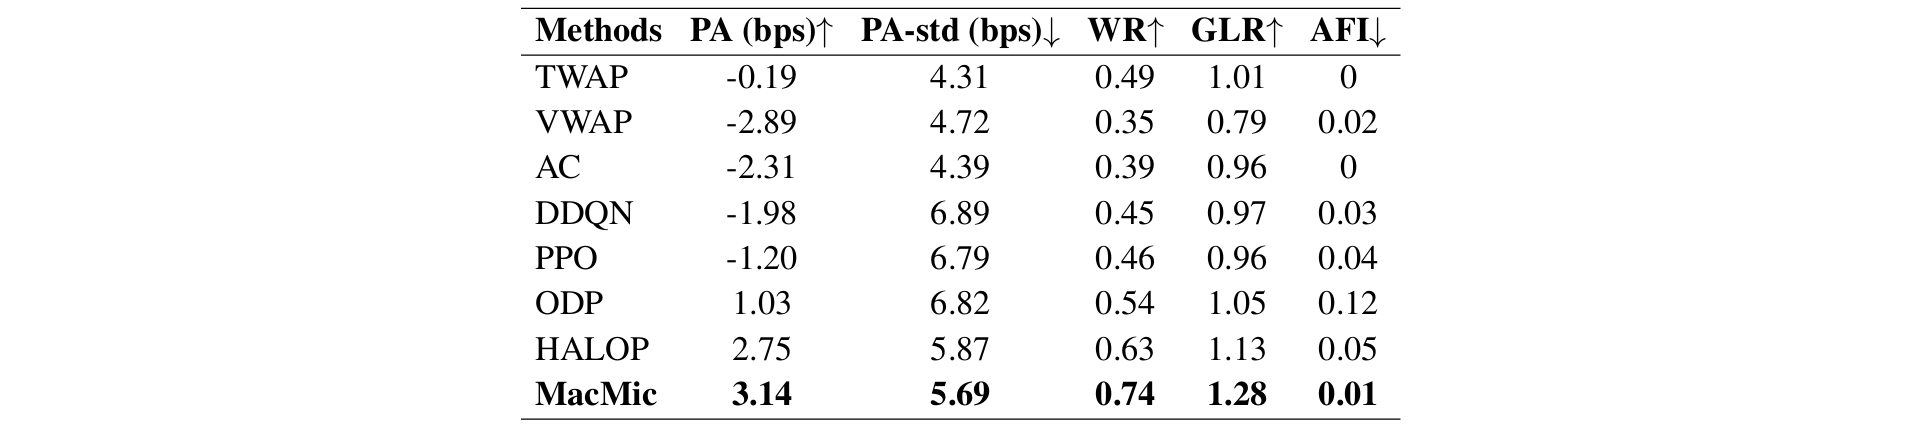 Methods PA (bps)↑ PA-std (bps)↓ WR↑ GLR↑ AFI↓
TWAP -0.19 4.31 0.49 1.01 0
VWAP -2.89 4.72 0.35 0.79 0.02
AC -2.31 4.39 0.39 0.96 0
DDQN -1.98 6.89 0.45 0.97 0.03
PPO -1.20 6.79 0.46 0.96 0.04
ODP 1.03 6.82 0.54 1.05 0.12
HALOP 2.75 5.87 0.63 1.13 0.05
MacMic 3.14 5.69 0.74 1.28 0.01